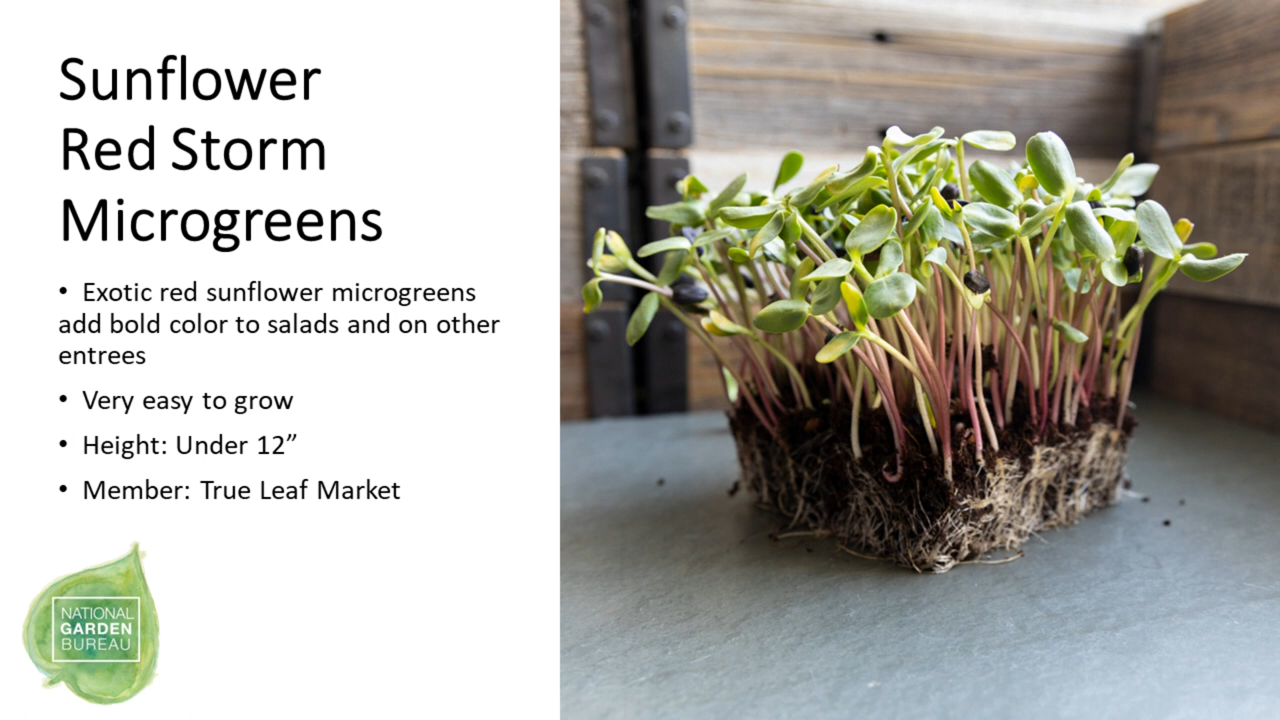 Sunflower
Red Storm
Microgreens
• Exotic red sunflower microgreens
add bold color to salads and on other
entrees
• Very easy to grow
• Height: Under 12”
• Member: True Leaf Market
NATIONAL
GARDEN
BUREAU